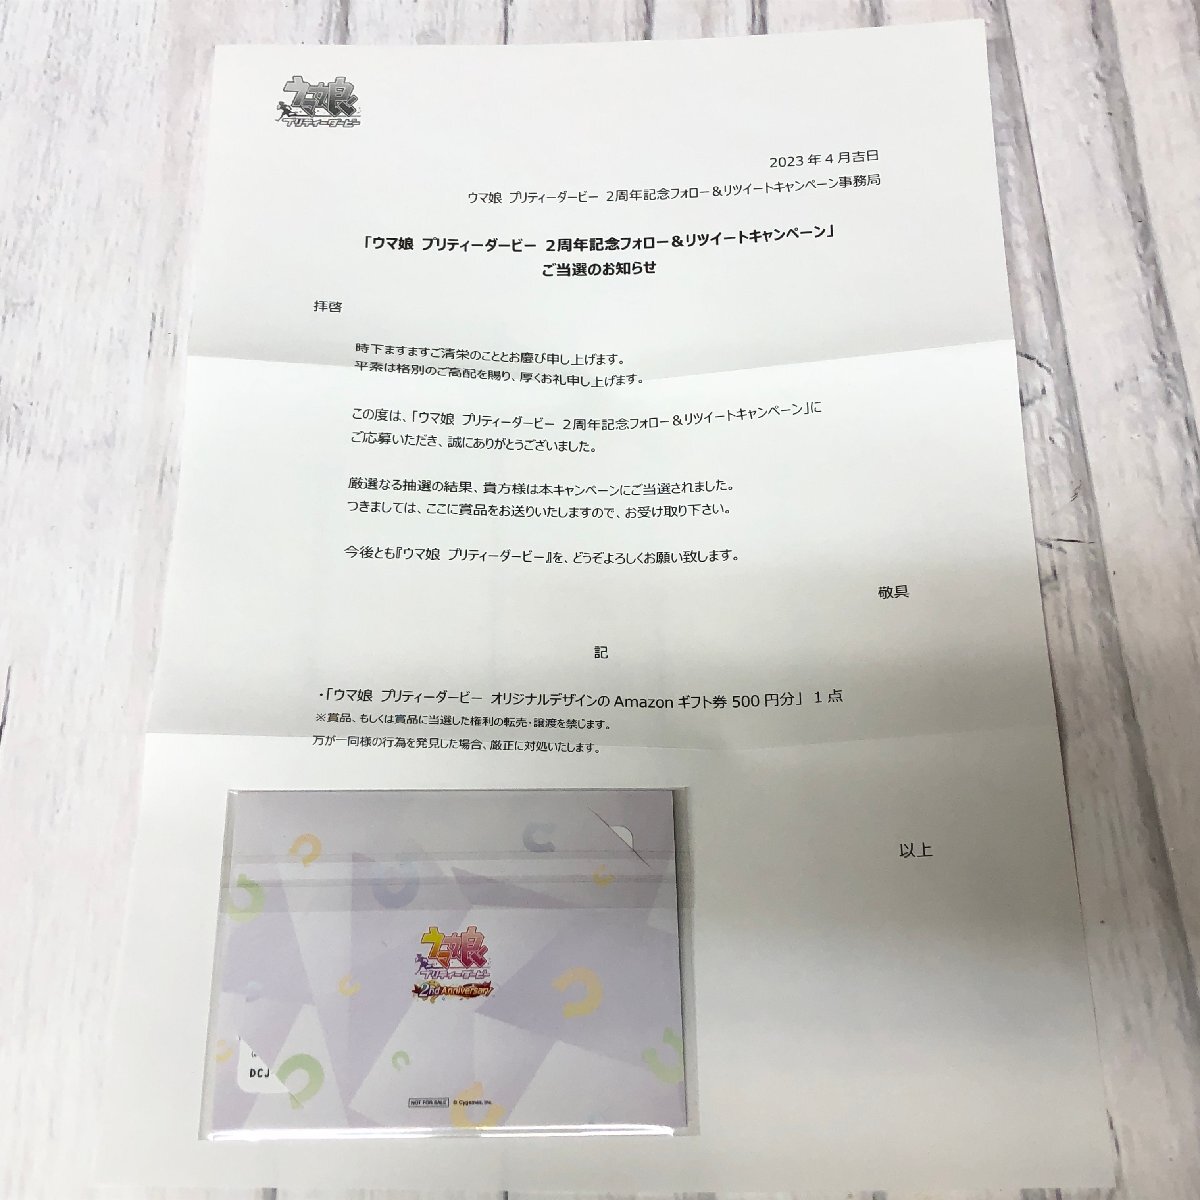 ウマ娘
プリティーダービー
2023年4月吉日
ウマ娘 プリティーダービー 2周年記念フォロー&リツイートキャンペーン事務局
「ウマ娘 プリティーダービー 2周年記念フォロー&リツイートキャンペーン」
ご当選のお知らせ
拝啓
時下ますますご清栄のこととお慶び申し上げます。
平素は格別のご高配を賜り、厚くお礼申し上げます。
この度は、「ウマ娘 プリティーダービー 2周年記念フォロー&リツイートキャンペーン」に
ご応募いただき、誠にありがとうございました。
厳選なる抽選の結果、貴方様は本キャンペーンにご当選されました。
つきましては、ここに賞品をお送りいたしますので、お受け取り下さい。
今後とも『ウマ娘 プリティーダービー』を、どうぞよろしくお願い致します。
敬具
記
・「ウマ娘 プリティーダービー オリジナルデザインのAmazonギフト券500円分」 1点
※賞品、もしくは賞品に当選した権利の転売・譲渡を禁じます。
万が一同様の行為を発見した場合、厳正に対処いたします。
以上
ウマ娘
プリティーダービー
2nd Anniversary
DCJ
NOT FOR SALE © Cygames, Inc.